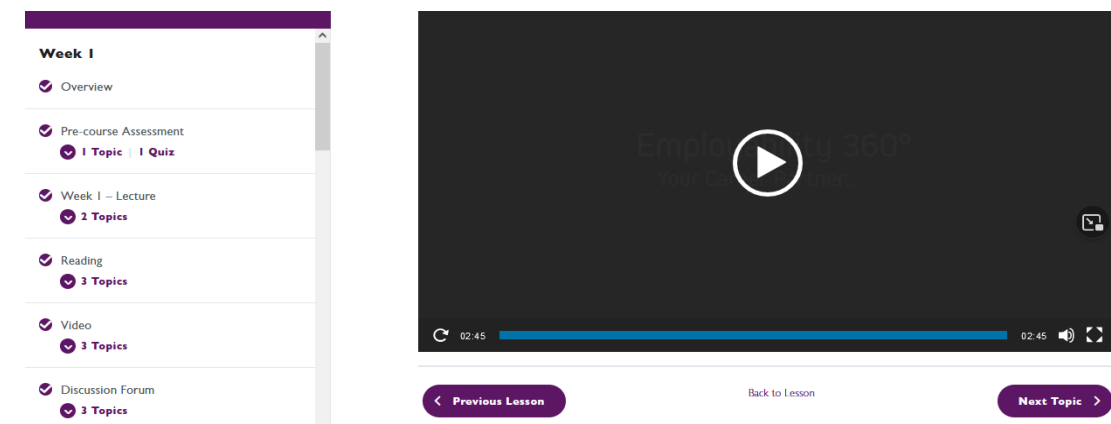 Week 1
Overview
Pre-course Assessment
1 Topic | 1 Quiz
Week 1 – Lecture
2 Topics
Reading
3 Topics
Video
3 Topics
Discussion Forum
3 Topics
Employability 360°
Your Career Partner
02:45
02:45
Previous Lesson
Back to Lesson
Next Topic